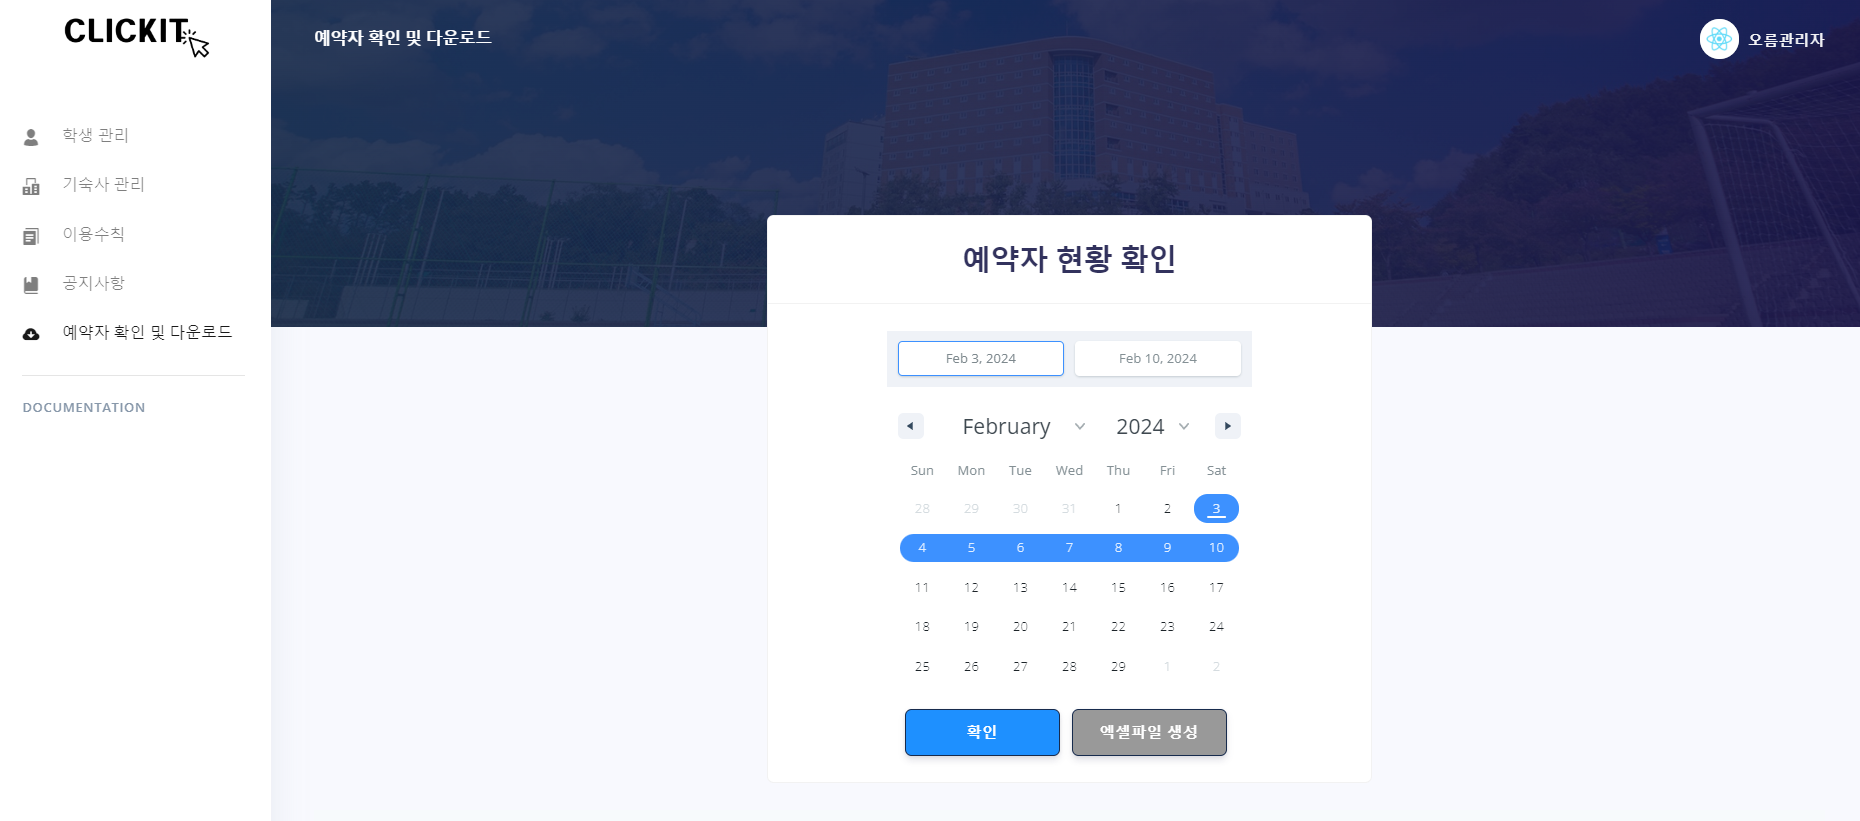 CLICKIT
학생 관리
기숙사 관리
이용수칙
공지사항
예약자 확인 및 다운로드
DOCUMENTATION
예약자 확인 및 다운로드
오름관리자
예약자 현황 확인
Feb 3, 2024 Feb 10, 2024
February 2024
Sun Mon Tue Wed Thu Fri Sat
28 29 30 31 1 2 3
4 5 6 7 8 9 10
11 12 13 14 15 16 17
18 19 20 21 22 23 24
25 26 27 28 29 1 2
확인 엑셀파일 생성